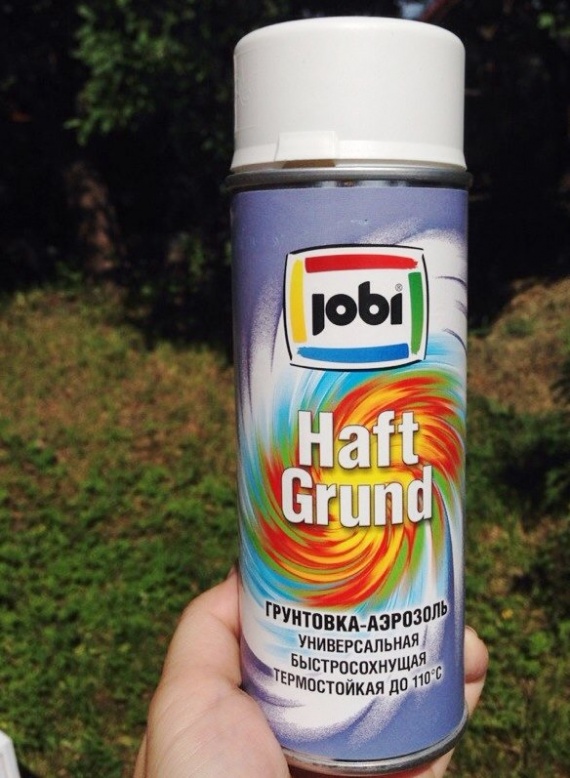 jobi®
Haft
Grund
ГРУНТОВКА-АЭРОЗОЛЬ
УНИВЕРСАЛЬНАЯ
БЫСТРОСОХНУЩАЯ
ТЕРМОСТОЙКАЯ ДО 110°C